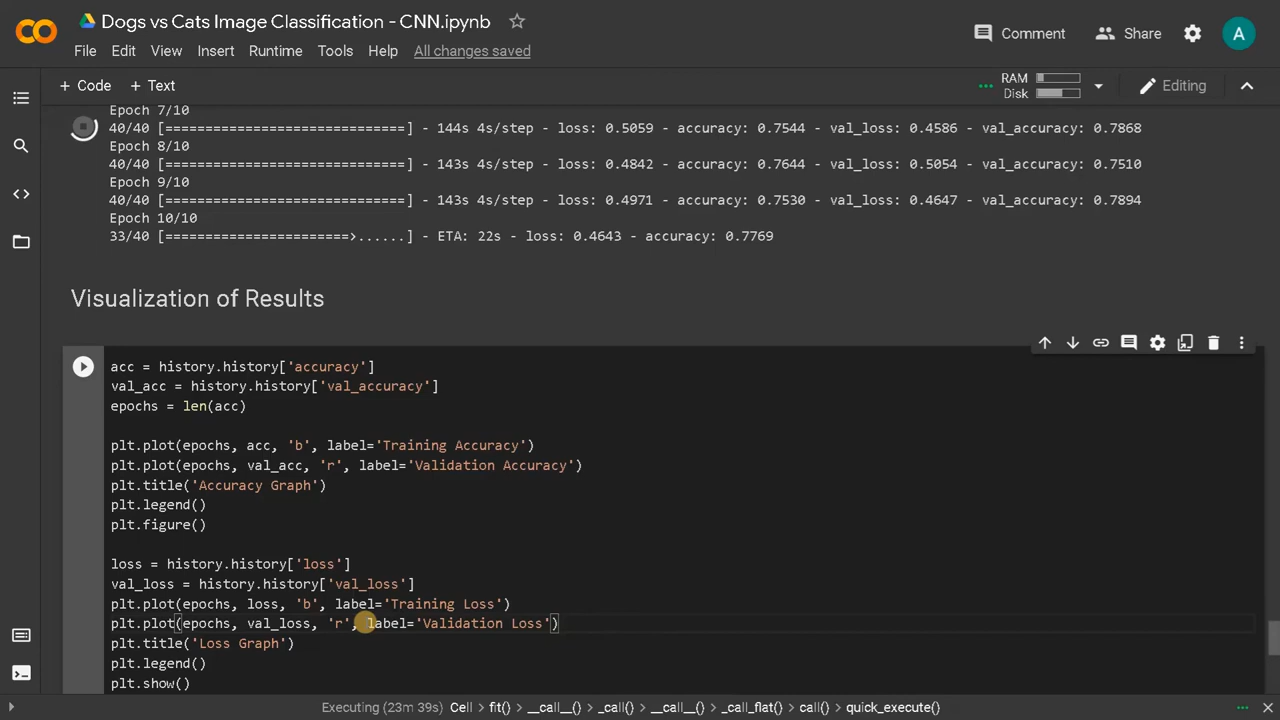 Dogs vs Cats Image Classification - CNN.ipynb
File Edit View Insert Runtime Tools Help All changes saved
Comment Share A
+ Code + Text
RAM
Disk
Editing
Epoch 7/10
40/40 [==============================] - 144s 4s/step - loss: 0.5059 - accuracy: 0.7544 - val_loss: 0.4586 - val_accuracy: 0.7868
Epoch 8/10
40/40 [==============================] - 143s 4s/step - loss: 0.4842 - accuracy: 0.7644 - val_loss: 0.5054 - val_accuracy: 0.7510
Epoch 9/10
40/40 [==============================] - 143s 4s/step - loss: 0.4971 - accuracy: 0.7530 - val_loss: 0.4647 - val_accuracy: 0.7894
Epoch 10/10
33/40 [=======================>......] - ETA: 22s - loss: 0.4643 - accuracy: 0.7769
Visualization of Results
acc = history.history['accuracy']
val_acc = history.history['val_accuracy']
epochs = len(acc)
plt.plot(epochs, acc, 'b', label='Training Accuracy')
plt.plot(epochs, val_acc, 'r', label='Validation Accuracy')
plt.title('Accuracy Graph')
plt.legend()
plt.figure()
loss = history.history['loss']
val_loss = history.history['val_loss']
plt.plot(epochs, loss, 'b', label='Training Loss')
plt.plot(epochs, val_loss, 'r', label='Validation Loss')
plt.title('Loss Graph')
plt.legend()
plt.show()
Executing (23m 39s) Cell > fit() > __call__() > _call() > __call__() > _call_flat() > call() > quick_execute()